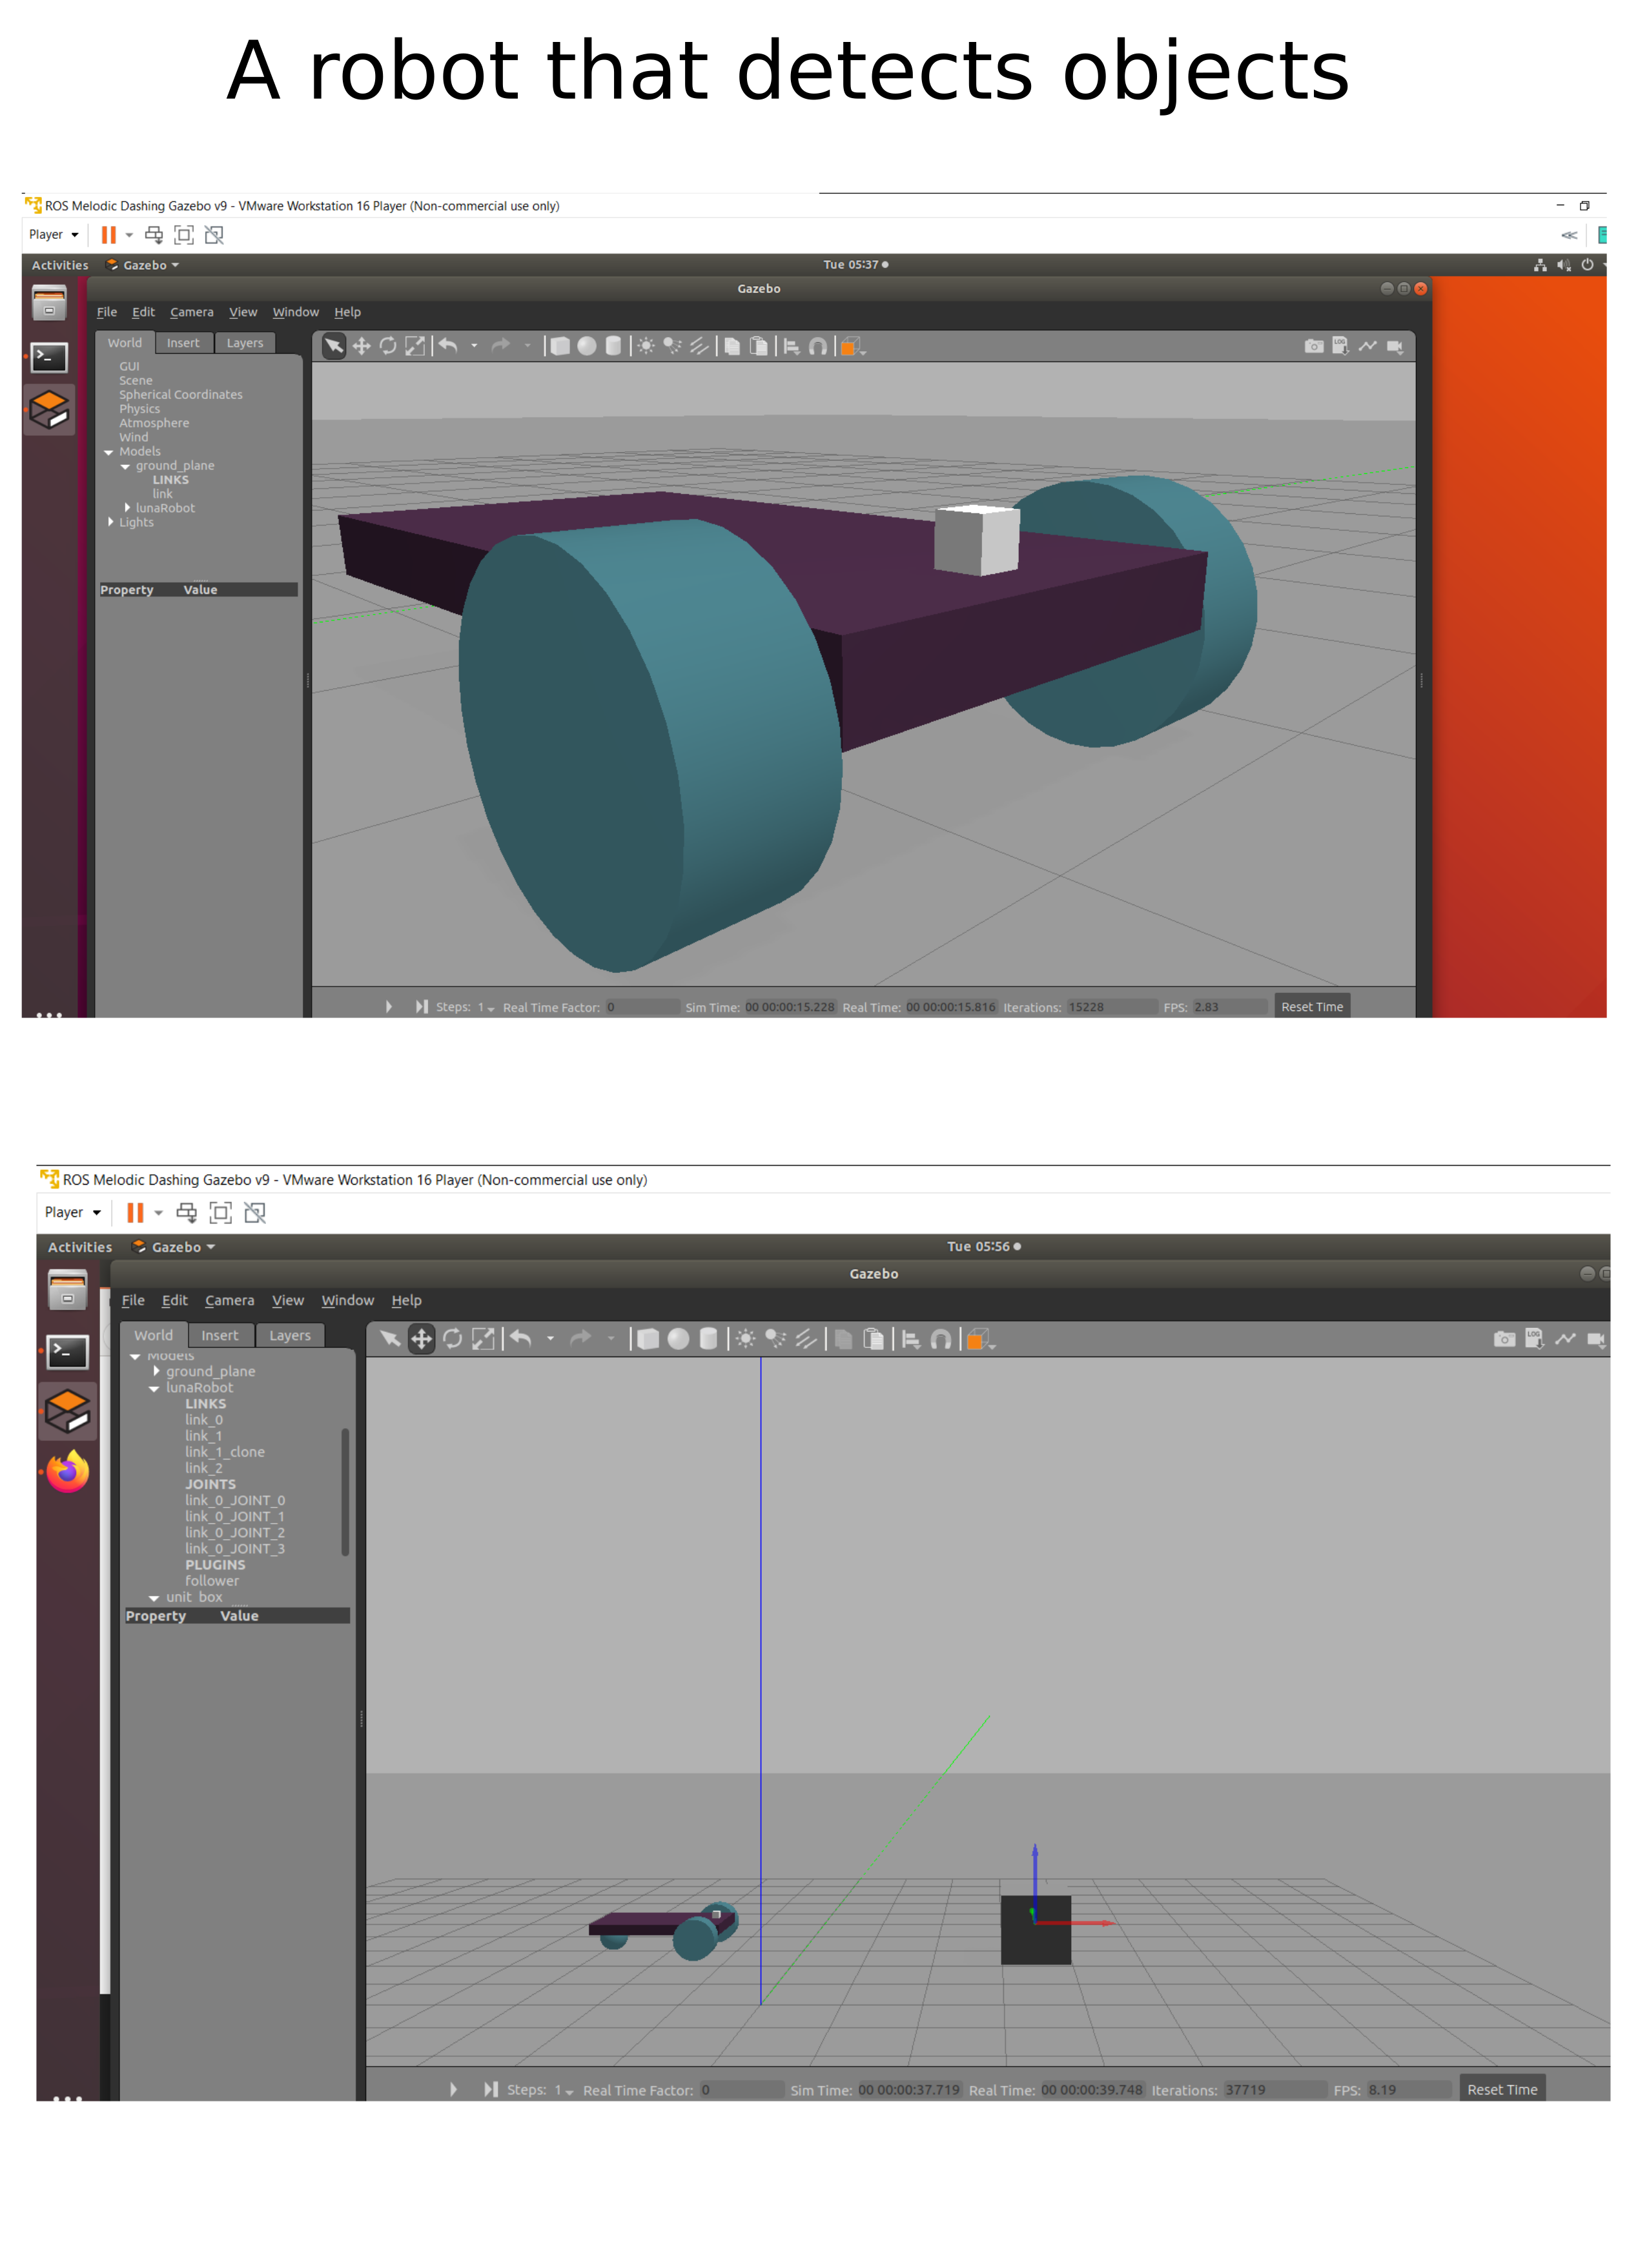 A robot that detects objects
ROS Melodic Dashing Gazebo v9 - VMware Workstation 16 Player (Non-commercial use only)
Player
Activities Gazebo Tue 05:37
Gazebo
File Edit Camera View Window Help
World Insert Layers
GUI
Scene
Spherical Coordinates
Physics
Atmosphere
Wind
Models
ground_plane
LINKS
link
lunaRobot
Lights
Property Value
Steps: 1 Real Time Factor: 0 Sim Time: 00 00:00:15.228 Real Time: 00 00:00:15.816 Iterations: 15228 FPS: 2.83 Reset Time
ROS Melodic Dashing Gazebo v9 - VMware Workstation 16 Player (Non-commercial use only)
Player
Activities Gazebo Tue 05:56
Gazebo
File Edit Camera View Window Help
World Insert Layers
Models
ground_plane
lunaRobot
LINKS
link_0
link_1
link_1_clone
link_2
JOINTS
link_0_JOINT_0
link_0_JOINT_1
link_0_JOINT_2
link_0_JOINT_3
PLUGINS
follower
unit_box
Property Value
Steps: 1 Real Time Factor: 0 Sim Time: 00 00:00:37.719 Real Time: 00 00:00:39.748 Iterations: 37719 FPS: 8.19 Reset Time